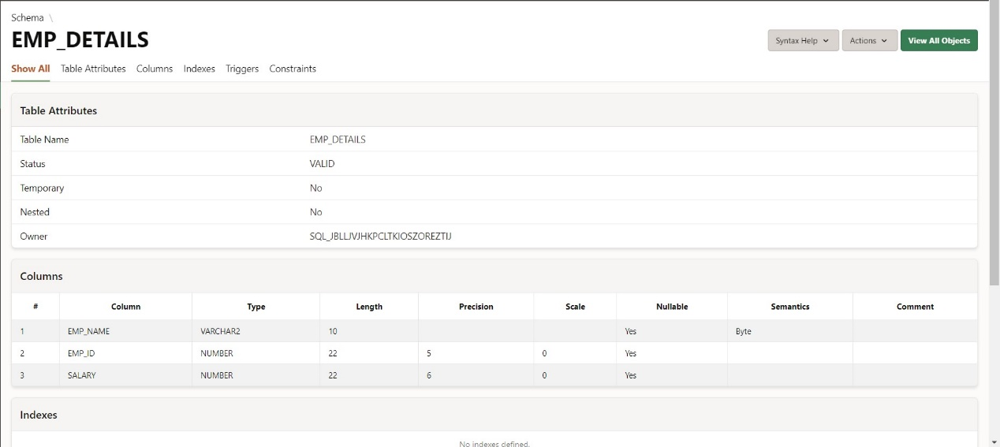 Schema \
EMP_DETAILS
Syntax Help Actions View All Objects
Show All Table Attributes Columns Indexes Triggers Constraints
Table Attributes
Table Name EMP_DETAILS
Status VALID
Temporary No
Nested No
Owner SQL_JBLLJVJHKPCLTKIOSZOREZTIJ
Columns
# Column Type Length Precision Scale Nullable Semantics Comment
1 EMP_NAME VARCHAR2 10 Yes Byte
2 EMP_ID NUMBER 22 5 0 Yes
3 SALARY NUMBER 22 6 0 Yes
Indexes
No indexes defined.